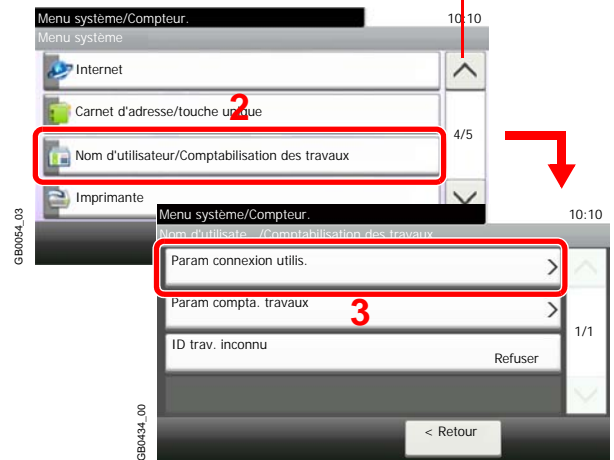 Menu système/Compteur.
10:10
Menu système
Internet
Carnet d'adresse/touche unique
2
4/5
Nom d'utilisateur/Comptabilisation des travaux
Imprimante
GB0054_03
Menu système/Compteur.
10:10
Nom d'utilisate.../Comptabilisation des travaux
Param connexion utilis.
Param compta. travaux
3
1/1
ID trav. inconnu
Refuser
< Retour
GB0434_00